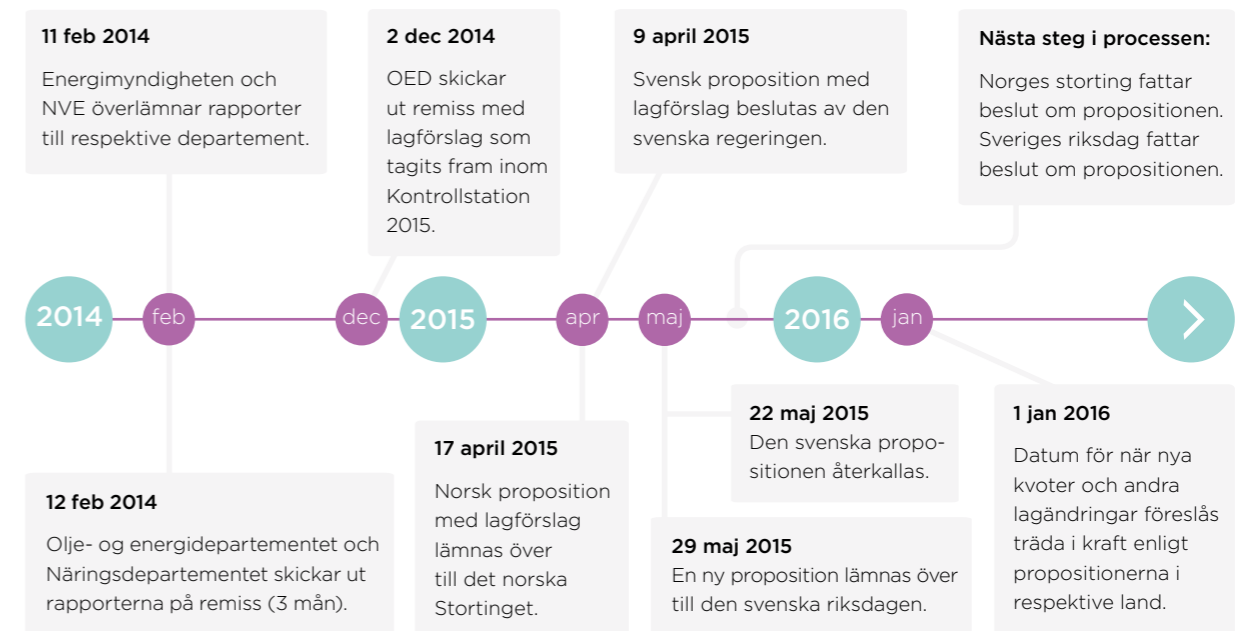 11 feb 2014
Energimyndigheten och
NVE överlämnar rapporter
till respektive departement.
2 dec 2014
OED skickar
ut remiss med
lagförslag som
tagits fram inom
Kontrollstation
2015.
9 april 2015
Svensk proposition med
lagförslag beslutas av den
svenska regeringen.
Nästa steg i processen:
Norges storting fattar
beslut om propositionen.
Sveriges riksdag fattar
beslut om propositionen.
2014
feb
dec
2015
apr
maj
2016
jan
12 feb 2014
Olje- og energidepartementet och
Näringsdepartementet skickar ut
rapporterna på remiss (3 mån).
17 april 2015
Norsk proposition
med lagförslag
lämnas över
till det norska
Stortinget.
22 maj 2015
Den svenska propo-
sitionen återkallas.
29 maj 2015
En ny proposition lämnas över
till den svenska riksdagen.
1 jan 2016
Datum för när nya
kvoter och andra
lagändringar föreslås
träda i kraft enligt
propositionerna i
respektive land.